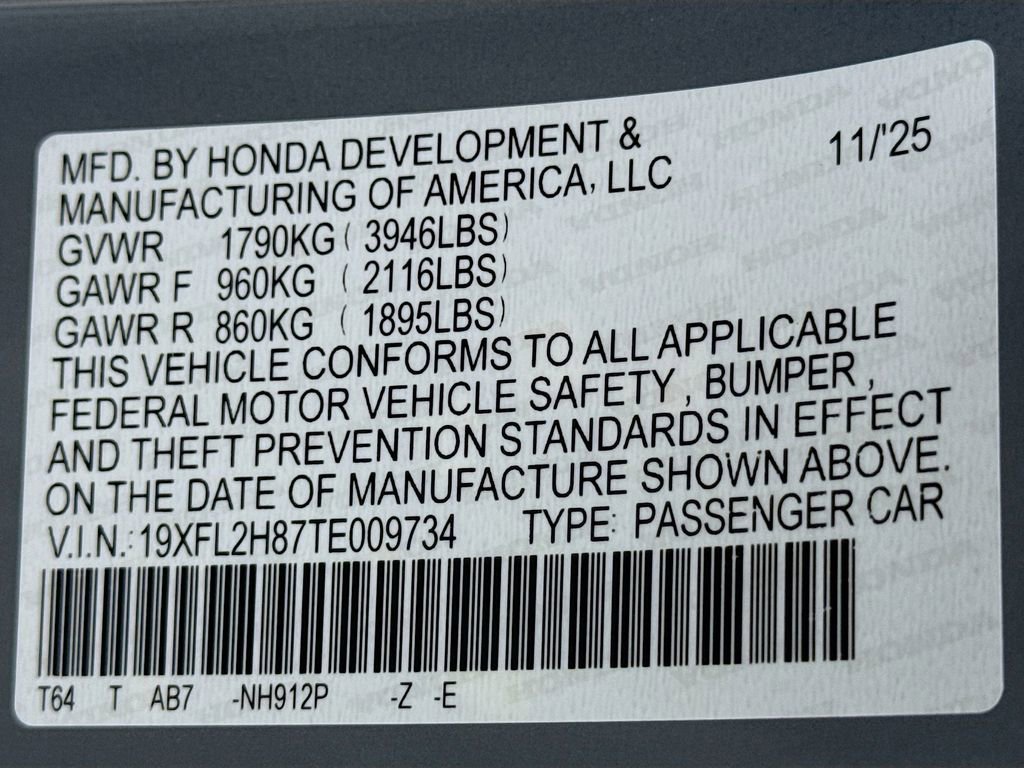 MFD. BY HONDA DEVELOPMENT & 11/'25
MANUFACTURING OF AMERICA, LLC
GVWR 1790KG ( 3946LBS)
GAWR F 960KG ( 2116LBS)
GAWR R 860KG ( 1895LBS)
THIS VEHICLE CONFORMS TO ALL APPLICABLE
FEDERAL MOTOR VEHICLE SAFETY , BUMPER ,
AND THEFT PREVENTION STANDARDS IN EFFECT
ON THE DATE OF MANUFACTURE SHOWN ABOVE.
V.I.N.: 19XFL2H87TE009734 TYPE: PASSENGER CAR
T64 T AB7 -NH912P -Z -E